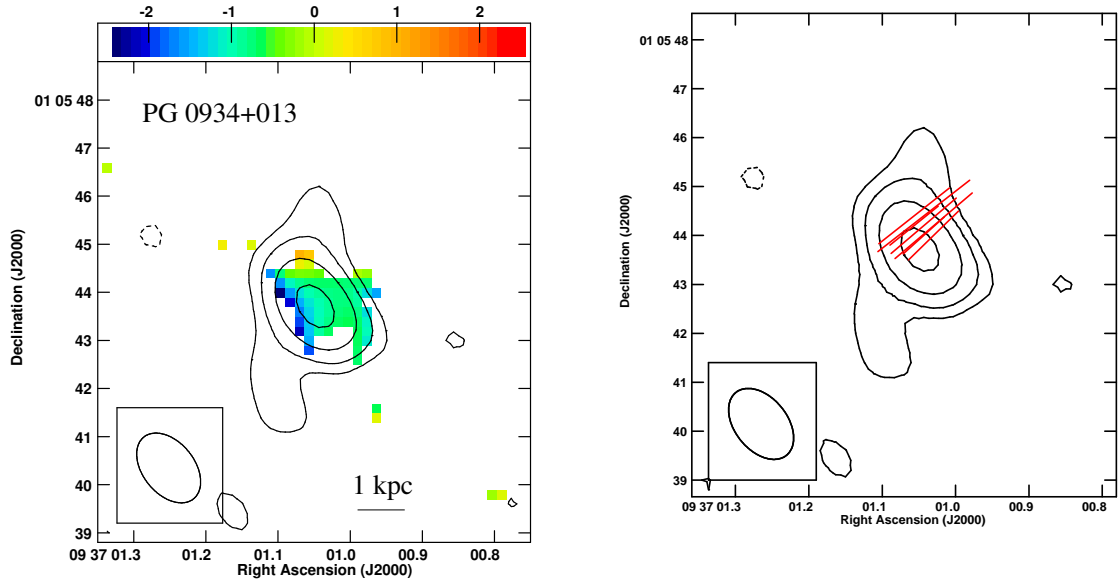 -2 -1 0 1 2
PG 0934+013
01 05 48
47
46
45
44
43
42
41
40
39
Declination (J2000)
1 kpc
09 37 01.3 01.2 01.1 01.0 00.9 00.8
Right Ascension (J2000)
01 05 48
46
45
44
43
42
41
40
39
Declination (J2000)
09 37 01.3 01.2 01.1 01.0 00.9 00.8
Right Ascension (J2000)